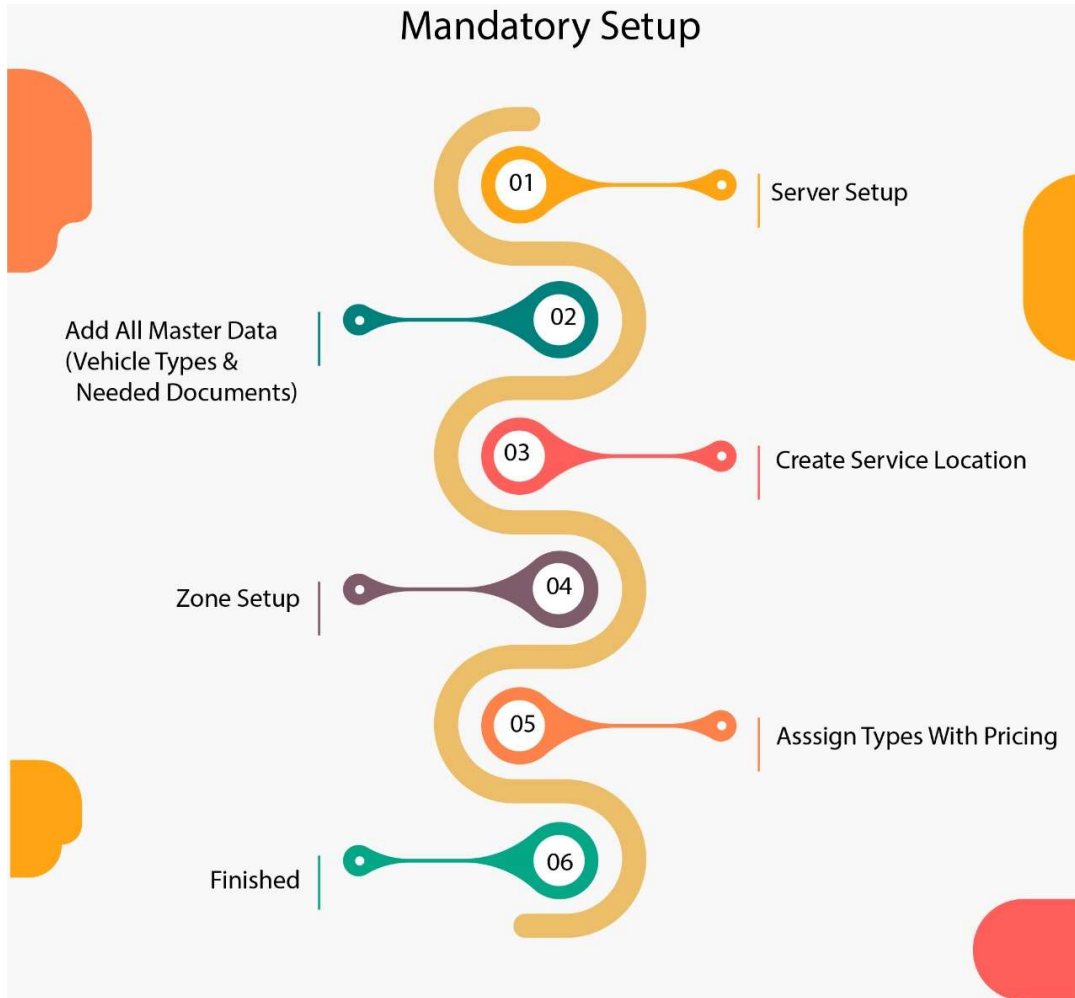 Mandatory Setup
01
Server Setup
02
Add All Master Data
(Vehicle Types &
Needed Documents)
03
Create Service Location
04
Zone Setup
05
Asssign Types With Pricing
06
Finished